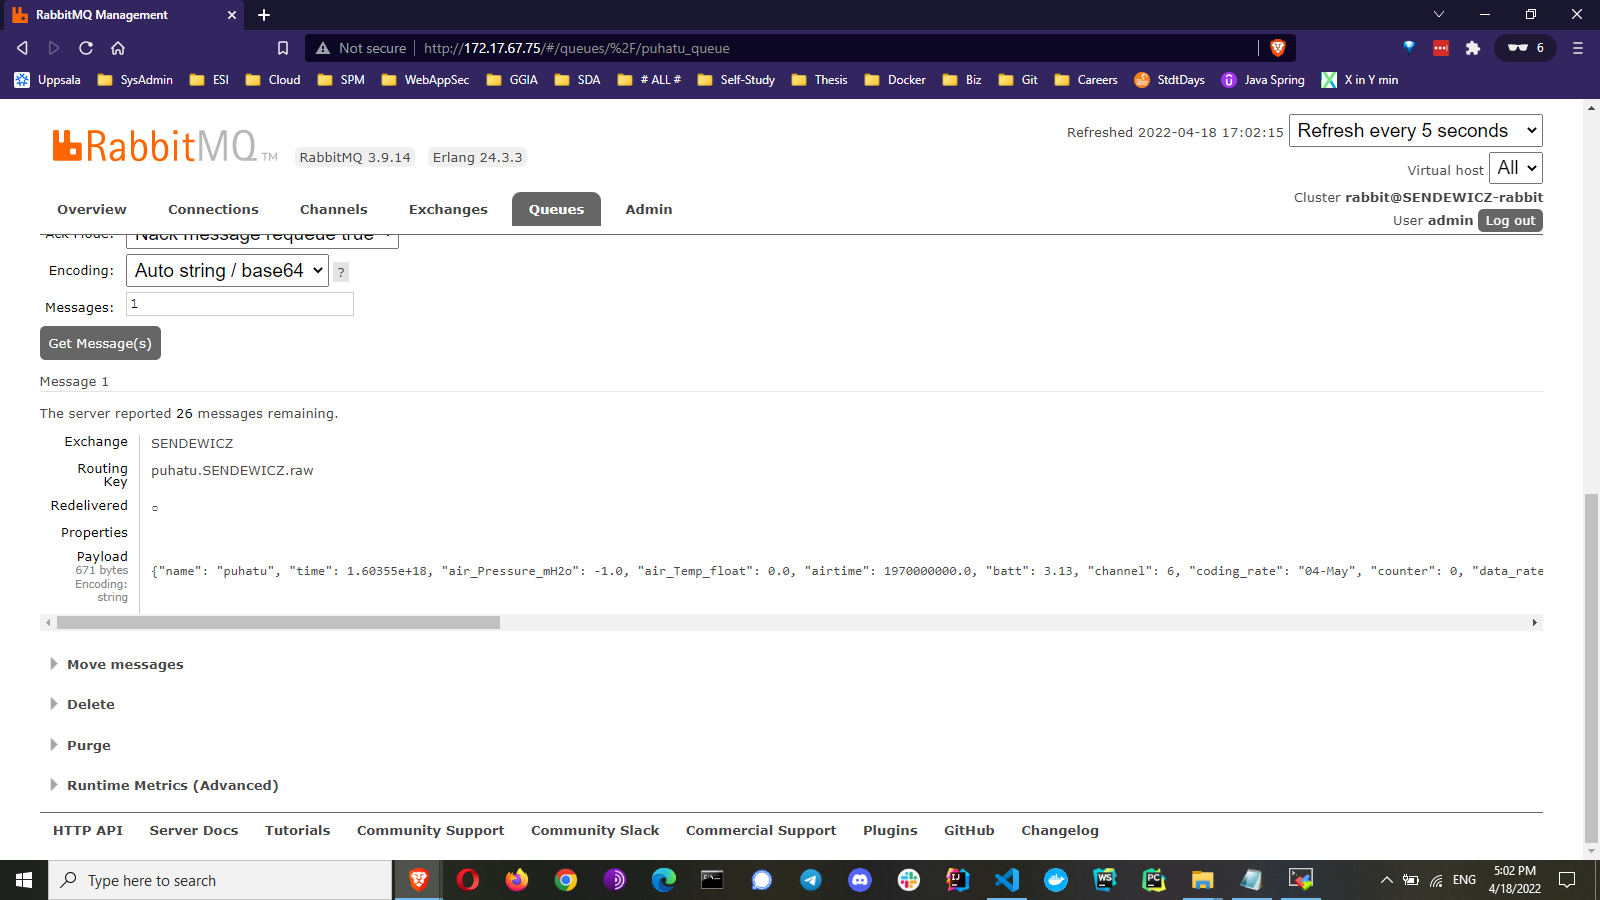 RabbitMQ Management
Not secure
http://172.17.67.75/#/queues/%2F/puhatu_queue
6
Uppsala
SysAdmin
ESI
Cloud
SPM
WebAppSec
GGIA
SDA
# ALL #
Self-Study
Thesis
Docker
Biz
Git
Careers
StdtDays
Java Spring
X in Y min
RabbitMQ TM
RabbitMQ 3.9.14
Erlang 24.3.3
Refreshed 2022-04-18 17:02:15
Refresh every 5 seconds
Virtual host
All
Cluster rabbit@SENDEWICZ-rabbit
User admin
Log out
Overview
Connections
Channels
Exchanges
Queues
Admin
Ack Mode:
Nack message requeue true
Encoding:
Auto string / base64
?
Messages:
1
Get Message(s)
Message 1
The server reported 26 messages remaining.
Exchange
SENDEWICZ
Routing
Key
puhatu.SENDEWICZ.raw
Redelivered
○
Properties
Payload
671 bytes
Encoding:
string
{"name": "puhatu", "time": 1.60355e+18, "air_Pressure_mH2o": -1.0, "air_Temp_float": 0.0, "airtime": 1970000000.0, "batt": 3.13, "channel": 6, "coding_rate": "04-May", "counter": 0, "data_rate
Move messages
Delete
Purge
Runtime Metrics (Advanced)
HTTP API
Server Docs
Tutorials
Community Support
Community Slack
Commercial Support
Plugins
GitHub
Changelog
Type here to search
ENG
5:02 PM
4/18/2022